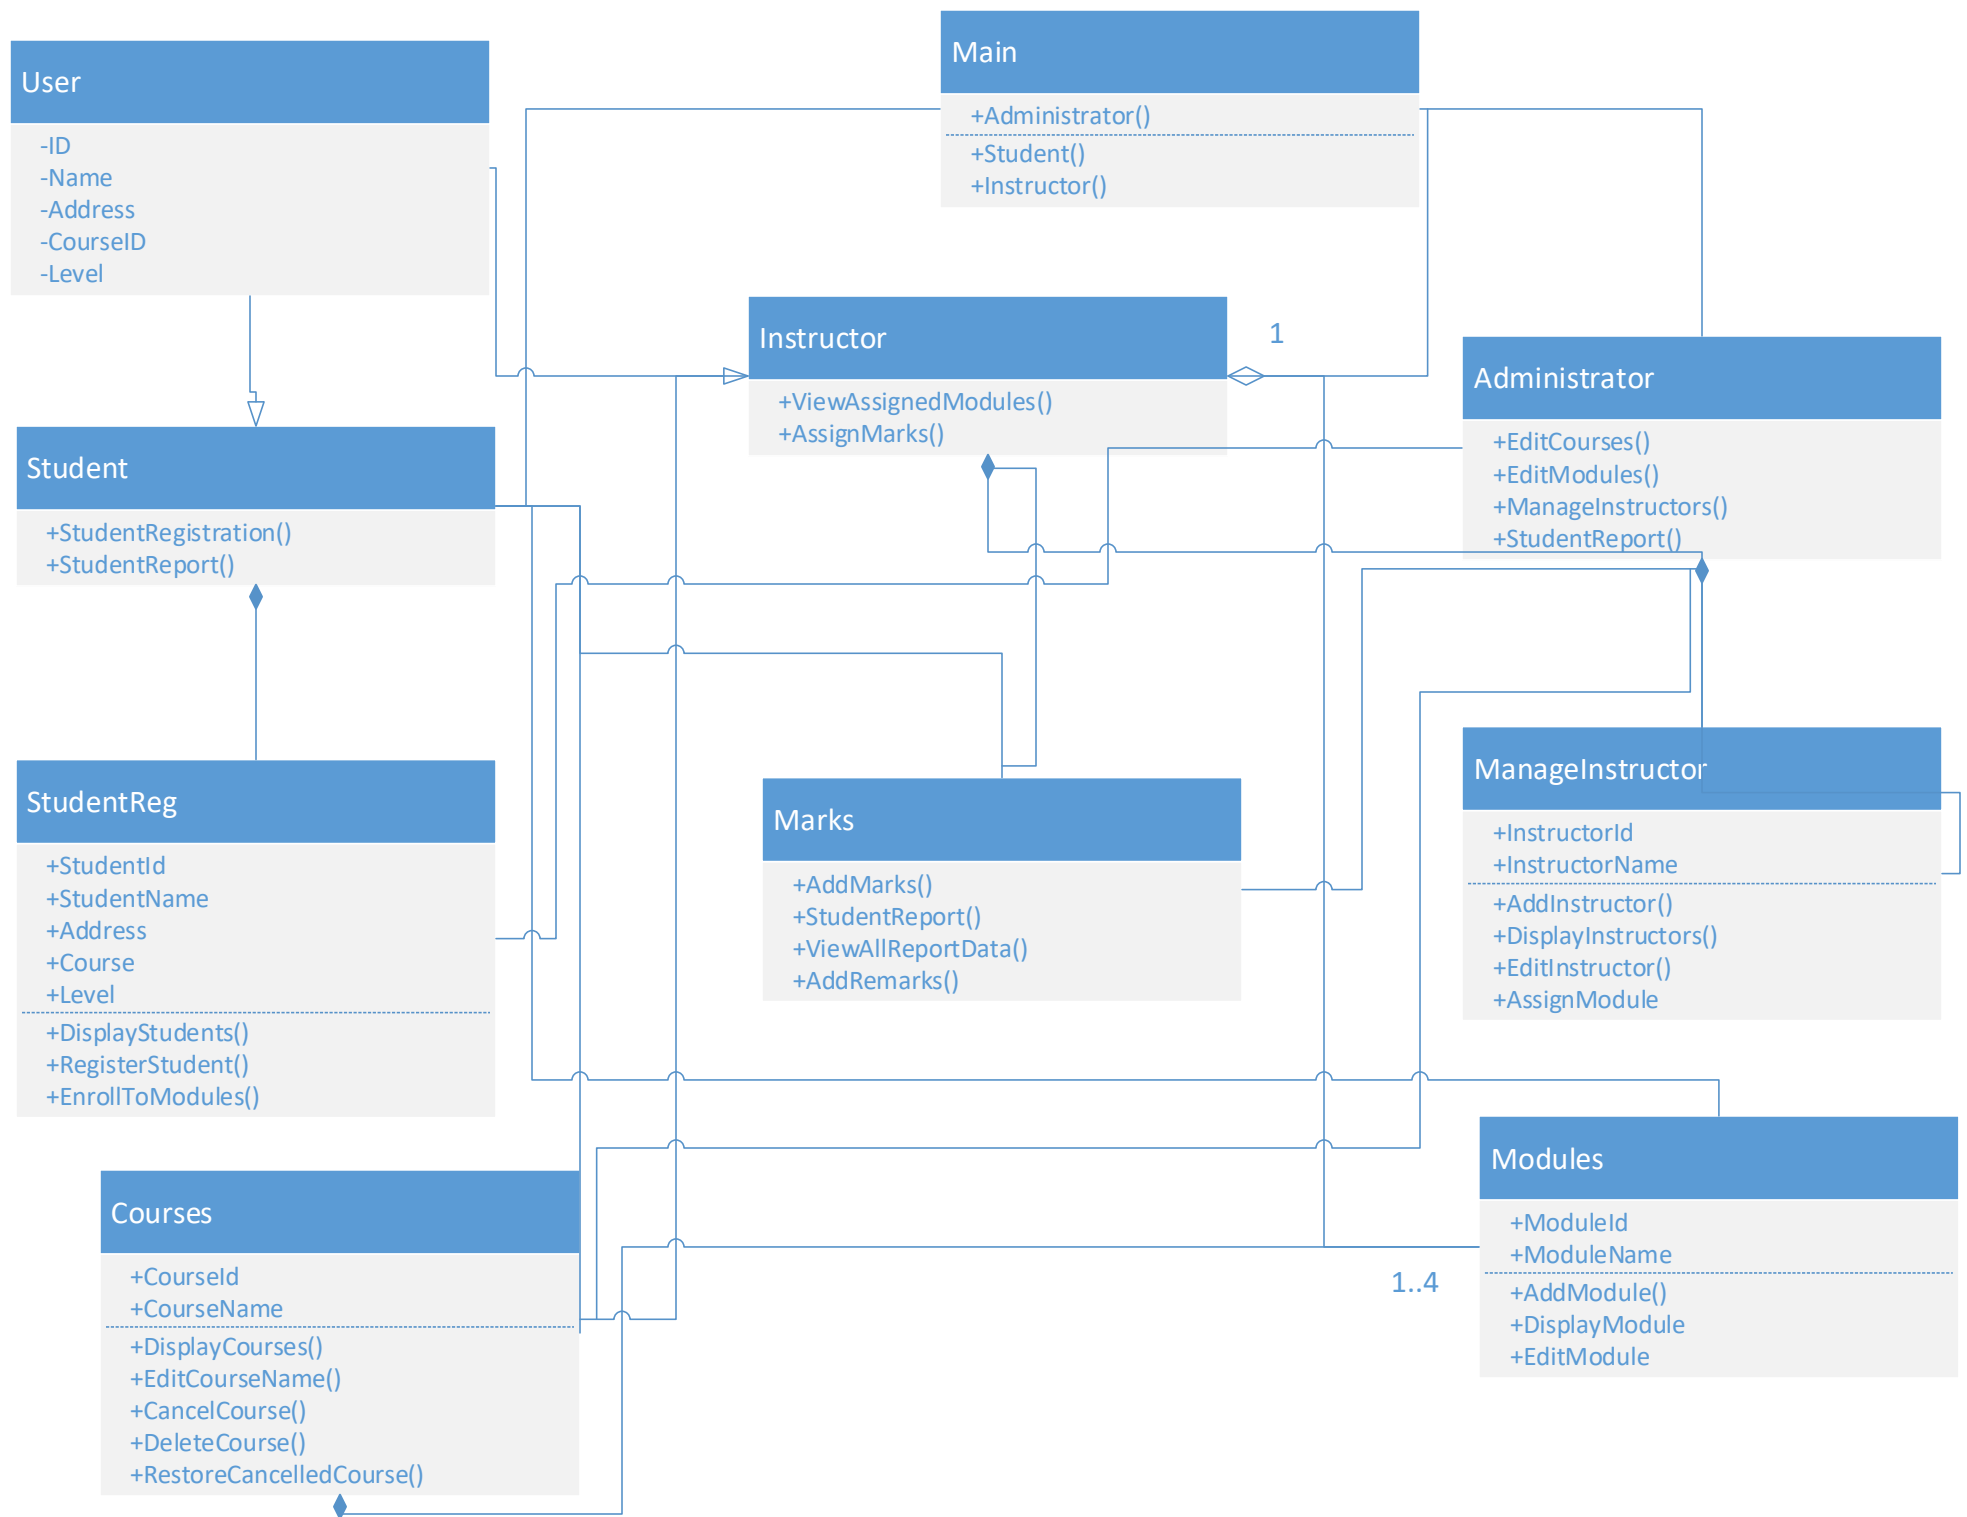 User
-ID
-Name
-Address
-CourseID
-Level
Main
+Administrator()
+Student()
+Instructor()
Instructor
+ViewAssignedModules()
+AssignMarks()
1
Administrator
+EditCourses()
+EditModules()
+ManageInstructors()
+StudentReport()
Student
+StudentRegistration()
+StudentReport()
StudentReg
+StudentId
+StudentName
+Address
+Course
+Level
+DisplayStudents()
+RegisterStudent()
+EnrollToModules()
Marks
+AddMarks()
+StudentReport()
+ViewAllReportData()
+AddRemarks()
ManageInstructor
+InstructorId
+InstructorName
+AddInstructor()
+DisplayInstructors()
+EditInstructor()
+AssignModule
Courses
+CourseId
+CourseName
+DisplayCourses()
+EditCourseName()
+CancelCourse()
+DeleteCourse()
+RestoreCancelledCourse()
1..4
Modules
+ModuleId
+ModuleName
+AddModule()
+DisplayModule
+EditModule